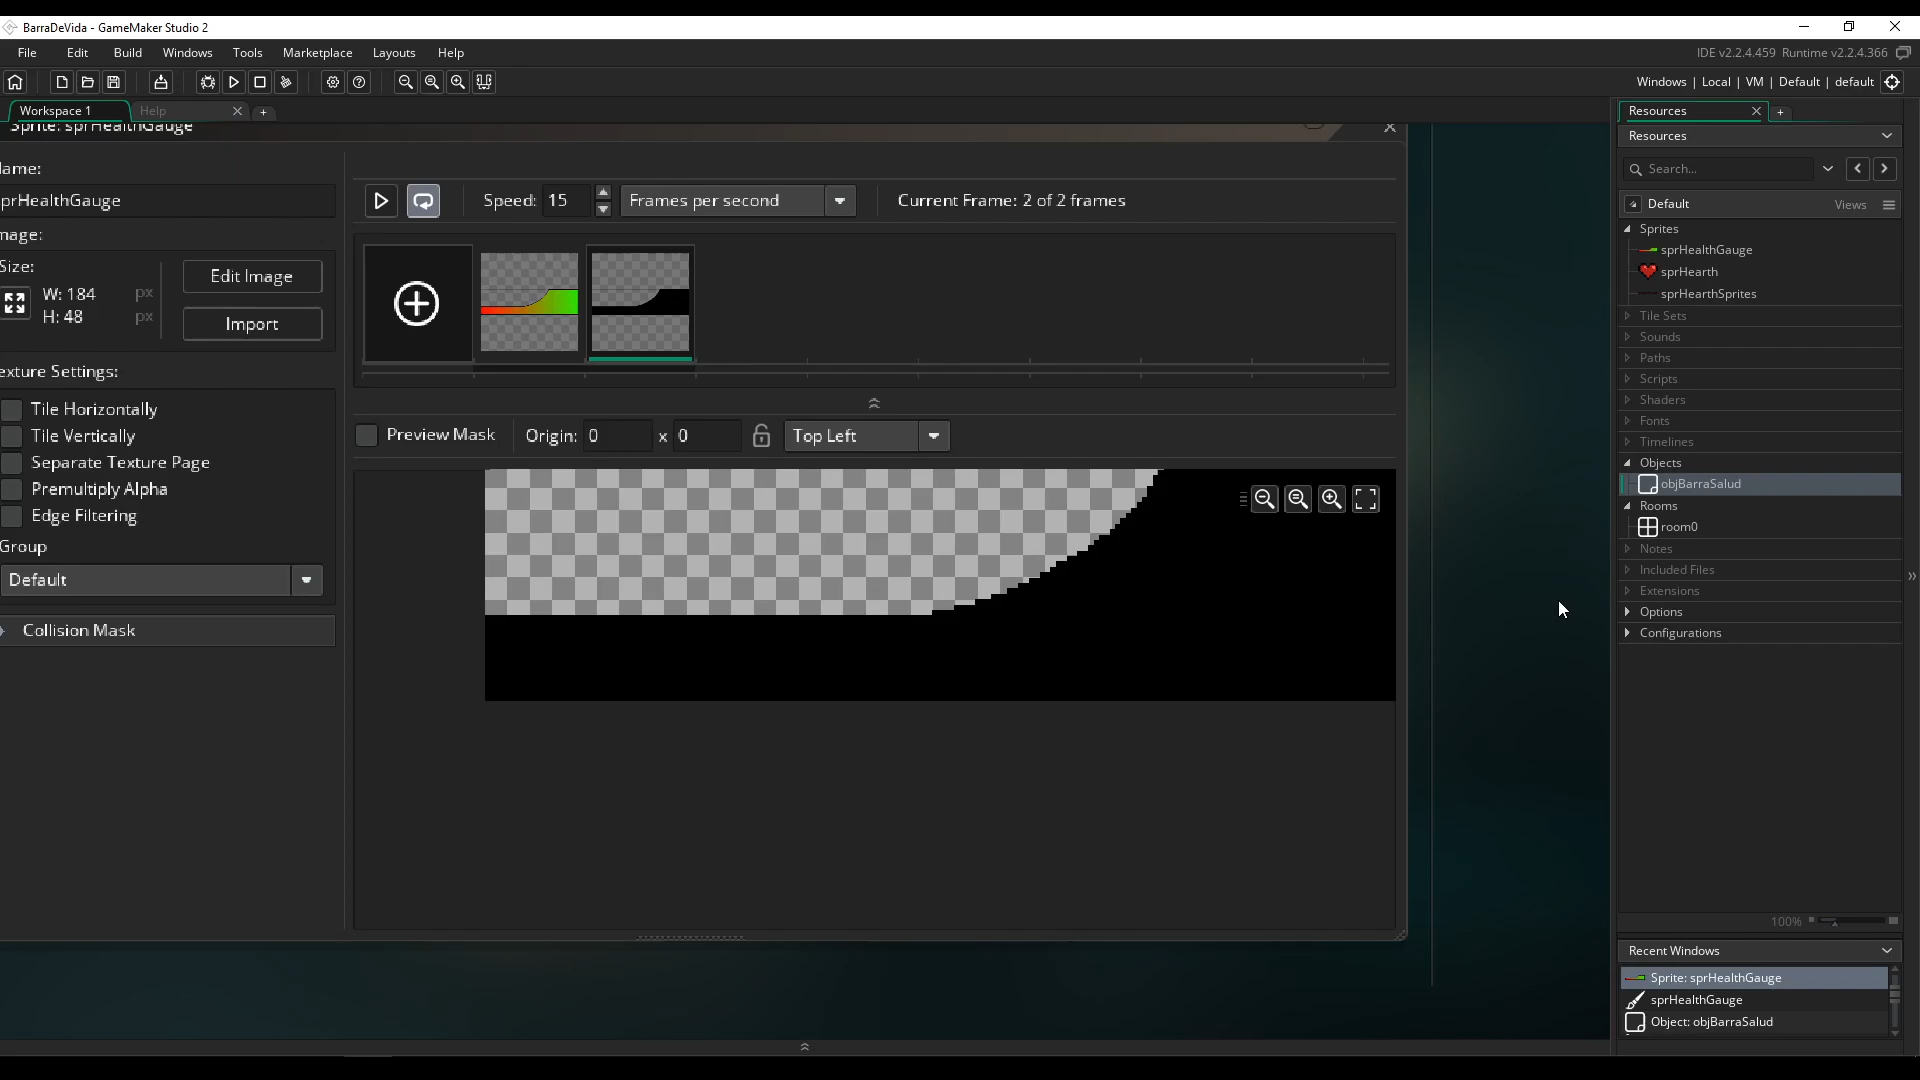 BarraDeVida - GameMaker Studio 2
File Edit Build Windows Tools Marketplace Layouts Help
IDE v2.2.4.459 Runtime v2.2.4.366
Windows | Local | VM | Default | default
Workspace 1
Help
Sprite: sprHealthGauge
ame:
prHealthGauge
mage:
Size:
W: 184 px
H: 48 px
Edit Image
Import
exture Settings:
Tile Horizontally
Tile Vertically
Separate Texture Page
Premultiply Alpha
Edge Filtering
Group
Default
Collision Mask
Speed: 15 Frames per second
Current Frame: 2 of 2 frames
Preview Mask
Origin: 0 x 0
Top Left
Resources
Resources
Search...
Default
Views
Sprites
sprHealthGauge
sprHearth
sprHearthSprites
Tile Sets
Sounds
Paths
Scripts
Shaders
Fonts
Timelines
Objects
objBarraSalud
Rooms
room0
Notes
Included Files
Extensions
Options
Configurations
100%
Recent Windows
Sprite: sprHealthGauge
sprHealthGauge
Object: objBarraSalud